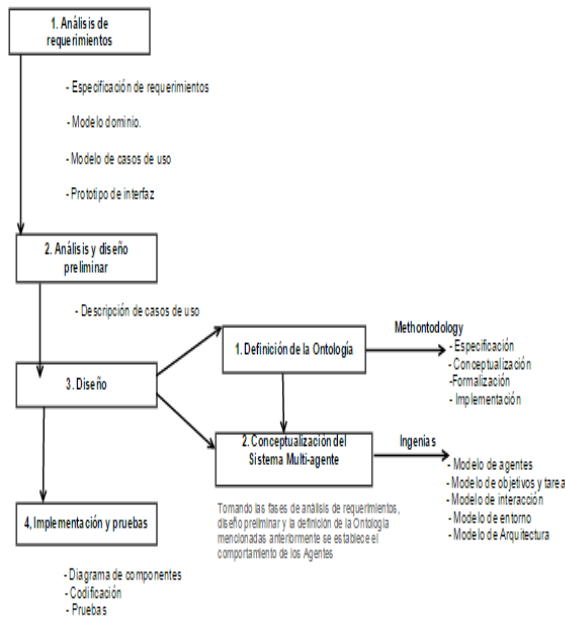 1. Análisis de
requerimientos
- Especificación de requerimientos
- Modelo dominio.
- Modelo de casos de uso
- Prototipo de interfaz
2. Análisis y diseño
preliminar
- Descripción de casos de uso
3. Diseño
1. Definición de la Ontología
Methontodology
- Especificación
- Conceptualización
-Formalización
- Implementación
2. Conceptualización del
Sistema Multi-agente
Ingenias
- Modelo de agentes
- Modelo de objetivos y tarea
- Modelo de interacción
- Modelo de entorno
- Modelo de Arquitectura
Tomando las fases de análisis de requerimientos,
diseño preliminar y la definición de la Ontología
mencionadas anteriormente se establece el
comportamiento de los Agentes
4, Implementación y pruebas
- Diagrama de componentes
- Codificación
- Pruebas